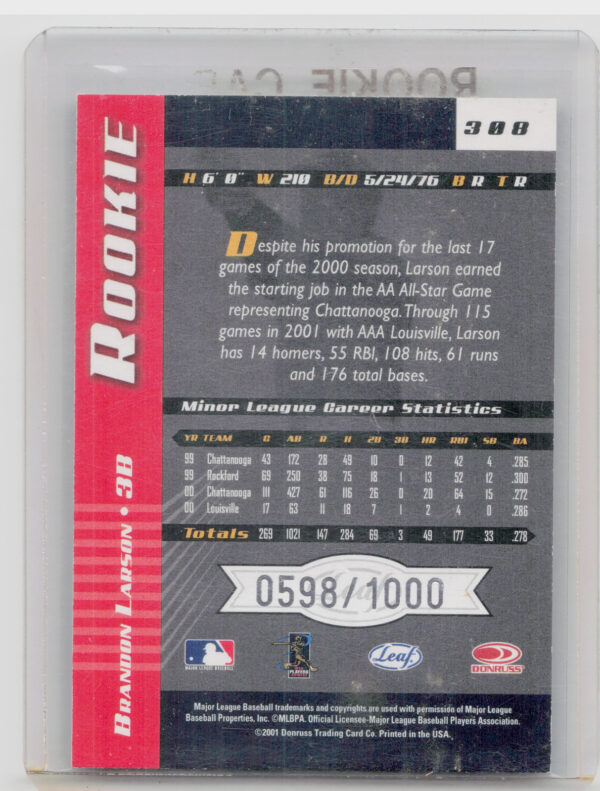 ROOKIE CAR
308
ROOKIE
BRANDON LARSON • 3B
H 6' 0" W 210 B/D 5/24/76 B R T R
Despite his promotion for the last 17
games of the 2000 season, Larson earned
the starting job in the AA All-Star Game
representing Chattanooga. Through 115
games in 2001 with AAA Louisville, Larson
has 14 homers, 55 RBI, 108 hits, 61 runs
and 176 total bases.
Minor League Career Statistics
YR TEAM G AB R H 2B 3B HR RBI SB BA
99 Chattanooga 43 172 28 49 10 0 12 42 4 .285
99 Rockford 69 250 38 75 18 1 13 52 12 .300
00 Chattanooga 111 427 61 116 26 0 20 64 15 .272
00 Louisville 17 63 11 18 7 1 2 4 0 .286
Totals 269 1021 147 284 69 3 49 177 33 .278
Leaf
0598/1000
MAJOR LEAGUE BASEBALL
PLAYERS
Leaf
DONRUSS
Major League Baseball trademarks and copyrights are used with permission of Major League
Baseball Properties, Inc. ©MLBPA. Official Licensee-Major League Baseball Players Association.
©2001 Donruss Trading Card Co. Printed in the USA.